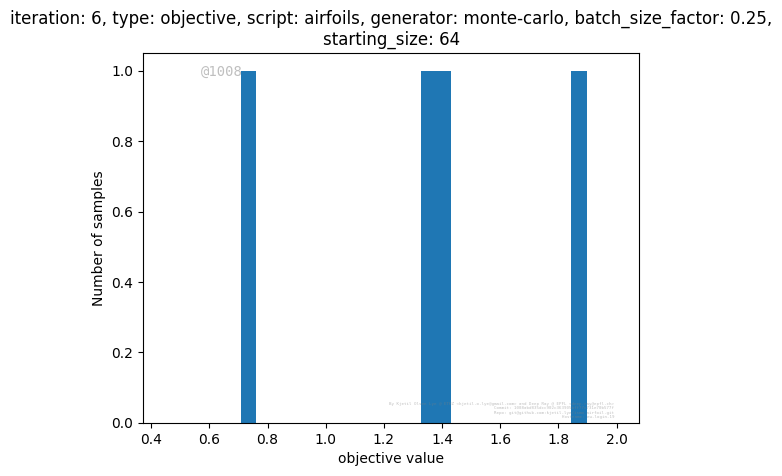 iteration: 6, type: objective, script: airfoils, generator: monte-carlo, batch_size_factor: 0.25,
starting_size: 64
@1008
1.0
0.8
0.6
0.4
0.2
0.0
Number of samples
0.4 0.6 0.8 1.0 1.2 1.4 1.6 1.8 2.0
objective value